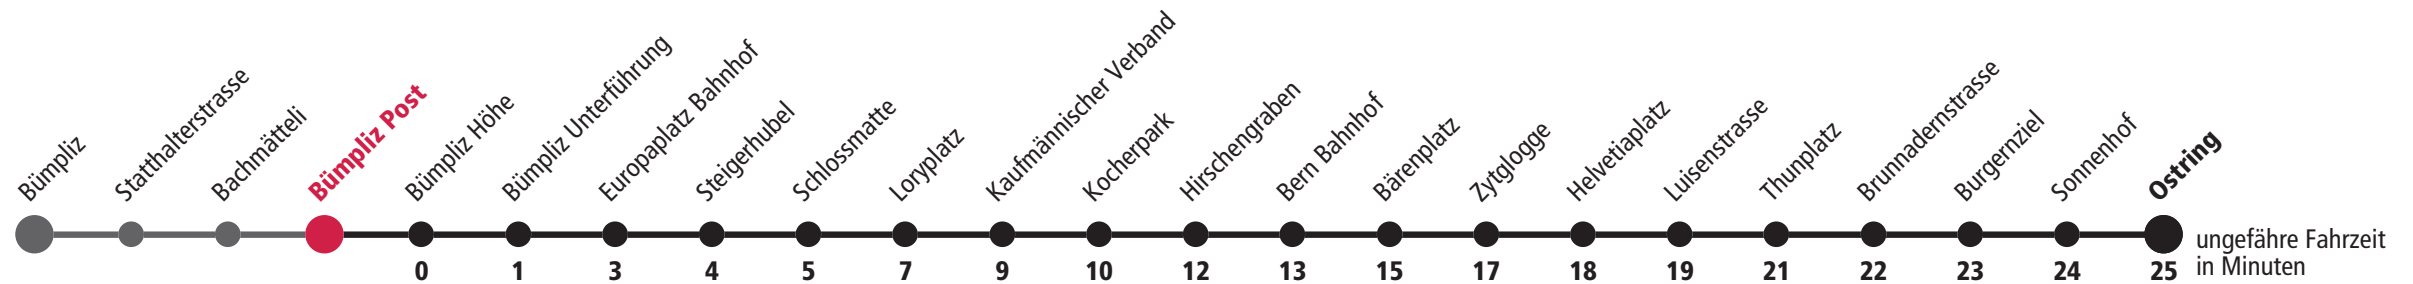 Bümpliz
Statthalterstrasse
Bachmätteli
Bümpliz Post
Bümpliz Höhe
Bümpliz Unterführung
Europaplatz Bahnhof
Steigerhubel
Schlossmatte
Loryplatz
Kaufmännischer Verband
Kocherpark
Hirschengraben
Bern Bahnhof
Bärenplatz
Zytglogge
Helvetiaplatz
Luisenstrasse
Thunplatz
Brunnadernstrasse
Burgernziel
Sonnenhof
Ostring
0 1 3 4 5 7 9 10 12 13 15 17 18 19 21 22 23 24 25
ungefähre Fahrzeit
in Minuten